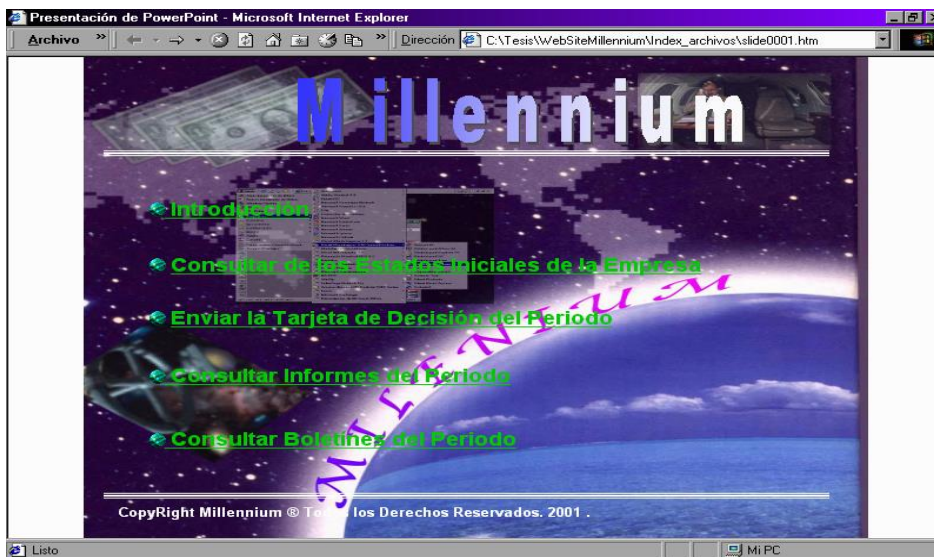 Presentación de PowerPoint - Microsoft Internet Explorer
Archivo » » Dirección C:\Tesis\WebSiteMillennium\Index_archivos\slide0001.htm
Millennium
Introducción
Consultar de los Estados Iniciales de la Empresa
Enviar la Tarjeta de Decisión del Periodo
Consultar Informes del Periodo
Consultar Boletines del Periodo
MILENIUM
CopyRight Millennium ® Todos los Derechos Reservados. 2001 .
Listo Mi PC